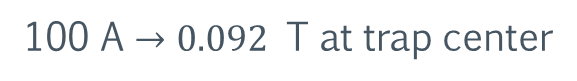 100 A → 0.092 T at trap center